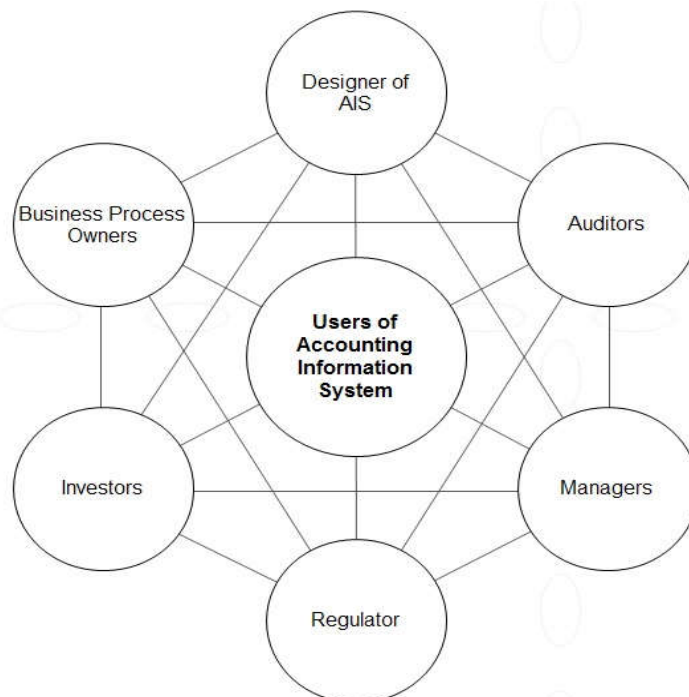 Designer of
AIS
Business Process
Owners
Auditors
Users of
Accounting
Information
System
Investors
Managers
Regulator